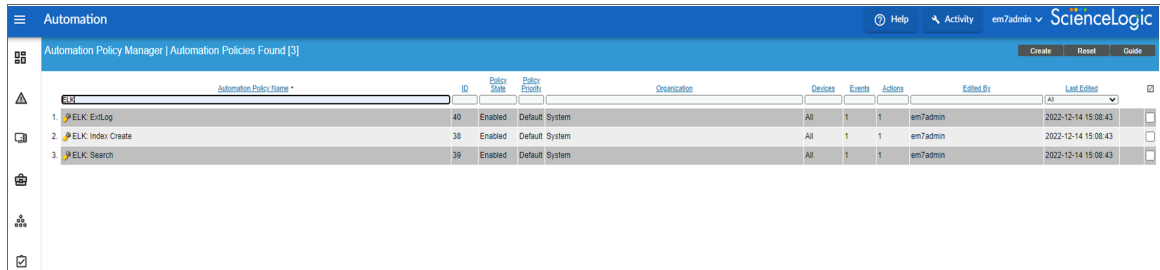 Automation
Help
Activity
em7admin
ScienceLogic
Automation Policy Manager | Automation Policies Found [3]
Create Reset Guide
Automation Policy Name • ID Policy State Policy Priority Organization Devices Events Actions Edited By Last Edited
ELK All
1. ELK: ExtLog 40 Enabled Default System All 1 1 em7admin 2022-12-14 15:08:43
2. ELK: Index Create 38 Enabled Default System All 1 1 em7admin 2022-12-14 15:08:43
3. ELK: Search 39 Enabled Default System All 1 1 em7admin 2022-12-14 15:08:43